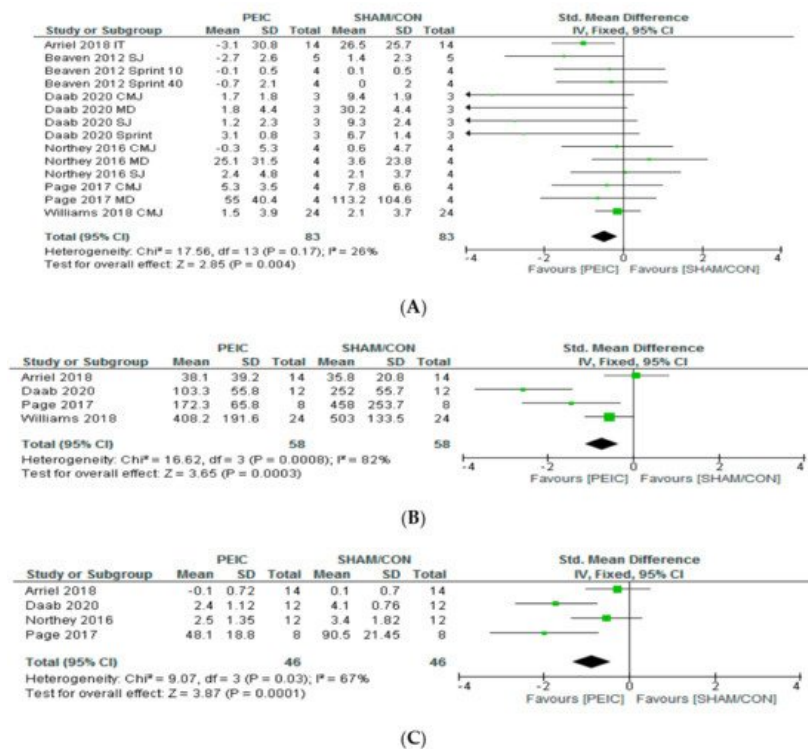 PEIC SHAM/CON Std. Mean Difference
Study or Subgroup Mean SD Total Mean SD Total IV, Fixed, 95% CI
Arriel 2018 IT -3.1 30.8 14 26.5 25.7 14
Beaven 2012 SJ -2.7 2.6 5 1.4 2.3 5
Beaven 2012 Sprint 10 -0.1 0.5 4 0.1 0.5 4
Beaven 2012 Sprint 40 -0.7 2.1 4 0 2 4
Daab 2020 CMJ 1.7 1.8 3 9.4 1.9 3
Daab 2020 MD 1.8 4.4 3 30.2 4.4 3
Daab 2020 SJ 1.2 2.3 3 9.3 2.4 3
Daab 2020 Sprint 3.1 0.8 3 6.7 1.4 3
Northey 2016 CMJ -0.3 5.3 4 0.6 4.7 4
Northey 2016 MD 25.1 31.5 4 3.6 23.8 4
Northey 2016 SJ 2.4 4.8 4 2.1 3.7 4
Page 2017 CMJ 5.3 3.5 4 7.8 6.6 4
Page 2017 MD 55 40.4 4 113.2 104.6 4
Williams 2018 CMJ 1.5 3.9 24 2.1 3.7 24
Total (95% CI) 83 83
Heterogeneity: Chi² = 17.56, df = 13 (P = 0.17); I² = 26%
Test for overall effect: Z = 2.85 (P = 0.004)
-4 -2 0 2 4
Favours [PEIC] Favours [SHAM/CON]
(A)
PEIC SHAM/CON Std. Mean Difference
Study or Subgroup Mean SD Total Mean SD Total IV, Fixed, 95% CI
Arriel 2018 38.1 39.2 14 35.8 20.8 14
Daab 2020 103.3 55.8 12 252 55.7 12
Page 2017 172.3 65.8 8 458 253.7 8
Williams 2018 408.2 191.6 24 503 133.5 24
Total (95% CI) 58 58
Heterogeneity: Chi² = 16.62, df = 3 (P = 0.0008); I² = 82%
Test for overall effect: Z = 3.65 (P = 0.0003)
-4 -2 0 2 4
Favours [PEIC] Favours [SHAM/CON]
(B)
PEIC SHAM/CON Std. Mean Difference
Study or Subgroup Mean SD Total Mean SD Total IV, Fixed, 95% CI
Arriel 2018 -0.1 0.72 14 0.1 0.7 14
Daab 2020 2.4 1.12 12 4.1 0.76 12
Northey 2016 2.5 1.35 12 3.4 1.82 12
Page 2017 48.1 18.8 8 90.5 21.45 8
Total (95% CI) 46 46
Heterogeneity: Chi² = 9.07, df = 3 (P = 0.03); I² = 67%
Test for overall effect: Z = 3.87 (P = 0.0001)
-4 -2 0 2 4
Favours [PEIC] Favours [SHAM/CON]
(C)